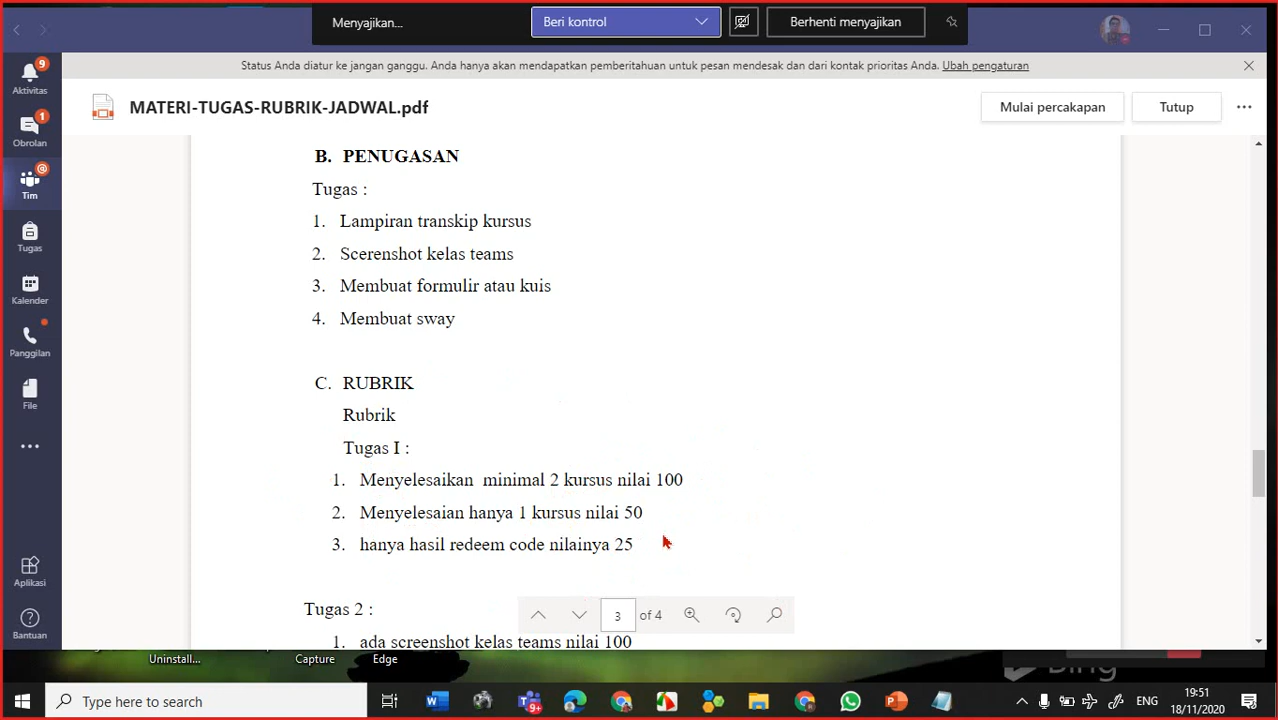 Menyajikan...
Beri kontrol
Berhenti menyajikan
Status Anda diatur ke jangan ganggu. Anda hanya akan mendapatkan pemberitahuan untuk pesan mendesak dan dari kontak prioritas Anda. Ubah pengaturan
9
Aktivitas
MATERI-TUGAS-RUBRIK-JADWAL.pdf
Mulai percakapan
Tutup
1
Obrolan
@
Tim
Tugas
Kalender
Panggilan
File
Aplikasi
Bantuan
B. PENUGASAN
Tugas :
1. Lampiran transkip kursus
2. Scerenshot kelas teams
3. Membuat formulir atau kuis
4. Membuat sway
C. RUBRIK
Rubrik
Tugas I :
1. Menyelesaikan minimal 2 kursus nilai 100
2. Menyelesaian hanya 1 kursus nilai 50
3. hanya hasil redeem code nilainya 25
Tugas 2 :
3 of 4
1. ada screenshot kelas teams nilai 100
Uninstall...
Capture
Edge
Bing
Type here to search
9+
ENG
19:51
18/11/2020